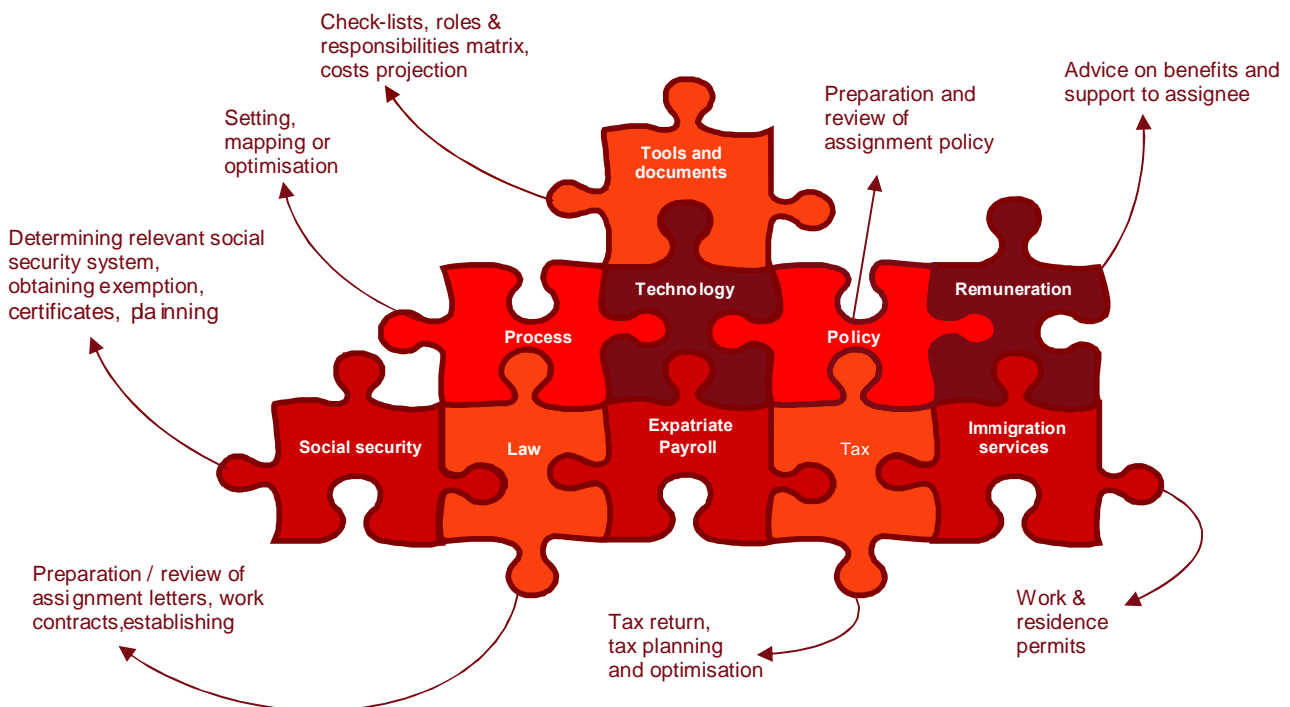 Check-lists, roles &
responsibilities matrix,
costs projection
Advice on benefits and
support to assignee
Preparation and
review of
assignment policy
Setting,
mapping or
optimisation
Tools and
documents
Determining relevant social
security system,
obtaining exemption,
certificates, planning
Technology
Remuneration
Process
Policy
Social security
Law
Expatriate
Payroll
Tax
Immigration
services
Preparation / review of
assignment letters, work
contracts,establishing
Tax return,
tax planning
and optimisation
Work &
residence
permits